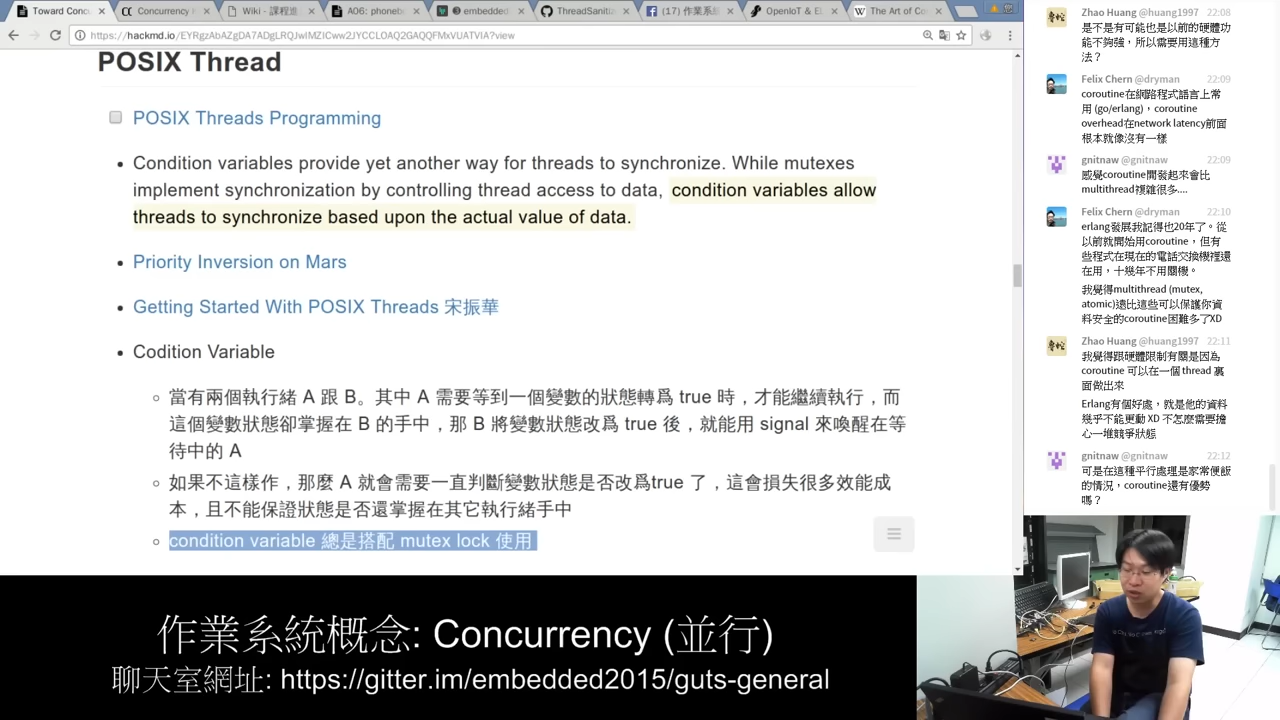 Toward Conc
Concurrency
Wiki - 課程進
A06: phoneb
❸ embedded
ThreadSaniti
(17) 作業系統
OpenIoT & EL
The Art of Co
https://hackmd.io/EYRgzAbAZgDA7ADgLRQJwIMZICww2JYCCLOAQ2GAQQFMxVUATVIA?view
POSIX Thread
POSIX Threads Programming
Condition variables provide yet another way for threads to synchronize. While mutexes
implement synchronization by controlling thread access to data, condition variables allow
threads to synchronize based upon the actual value of data.
Priority Inversion on Mars
Getting Started With POSIX Threads 宋振華
Codition Variable
當有兩個執行緒 A 跟 B。其中 A 需要等到一個變數的狀態轉爲 true 時，才能繼續執行，而
這個變數狀態卻掌握在 B 的手中，那 B 將變數狀態改爲 true 後，就能用 signal 來喚醒在等
待中的 A
如果不這樣作，那麼 A 就會需要一直判斷變數狀態是否改爲true 了，這會損失很多效能成
本，且不能保證狀態是否還掌握在其它執行緒手中
condition variable 總是搭配 mutex lock 使用
Zhao Huang @huang1997 22:08
是不是有可能也是以前的硬體功
能不夠強，所以需要用這種方
法？
Felix Chern @dryman 22:09
coroutine在網路程式語言上常
用 (go/erlang)，coroutine
overhead在network latency前面
根本就像沒有一樣
gnitnaw @gnitnaw 22:09
感覺coroutine開發起來會比
multithread複雜很多....
Felix Chern @dryman 22:10
erlang發展我記得也20年了。從
以前就開始用coroutine，但有
些程式在現在的電話交換機裡還
在用，十幾年不用關機。
我覺得multithread (mutex,
atomic)遠比這些可以保護你資
料安全的coroutine困難多了XD
Zhao Huang @huang1997 22:11
我覺得跟硬體限制有關是因為
coroutine 可以在一個 thread 裏
面做出來
Erlang有個好處，就是他的資料
幾乎不能更動 XD 不怎麼需要擔
心一堆競爭狀態
gnitnaw @gnitnaw 22:12
可是在這種平行處理是家常便飯
的情況，coroutine還有優勢
嗎？
作業系統概念: Concurrency (並行)
聊天室網址: https://gitter.im/embedded2015/guts-general